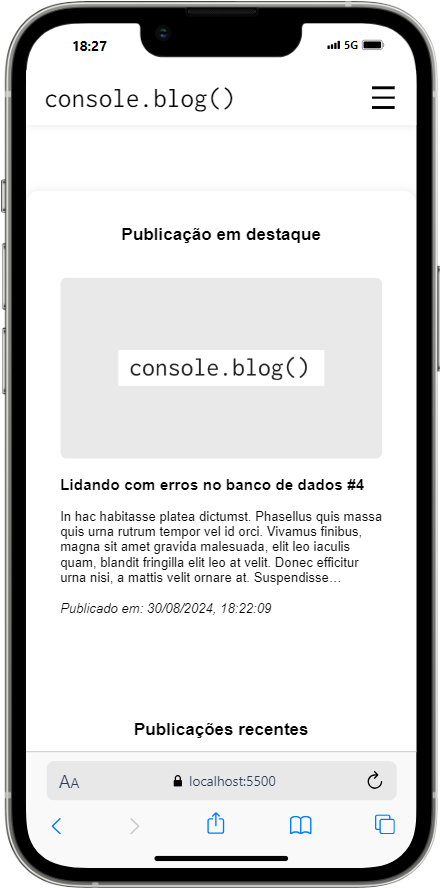 18:27
5G
console.blog()
Publicação em destaque
console.blog()
Lidando com erros no banco de dados #4
In hac habitasse platea dictumst. Phasellus quis massa
quis urna rutrum tempor vel id orci. Vivamus finibus,
magna sit amet gravida malesuada, elit leo iaculis
quam, blandit fringilla elit leo at velit. Donec efficitur
urna nisi, a mattis velit ornare at. Suspendisse…
Publicado em: 30/08/2024, 18:22:09
Publicações recentes
AA
localhost:5500